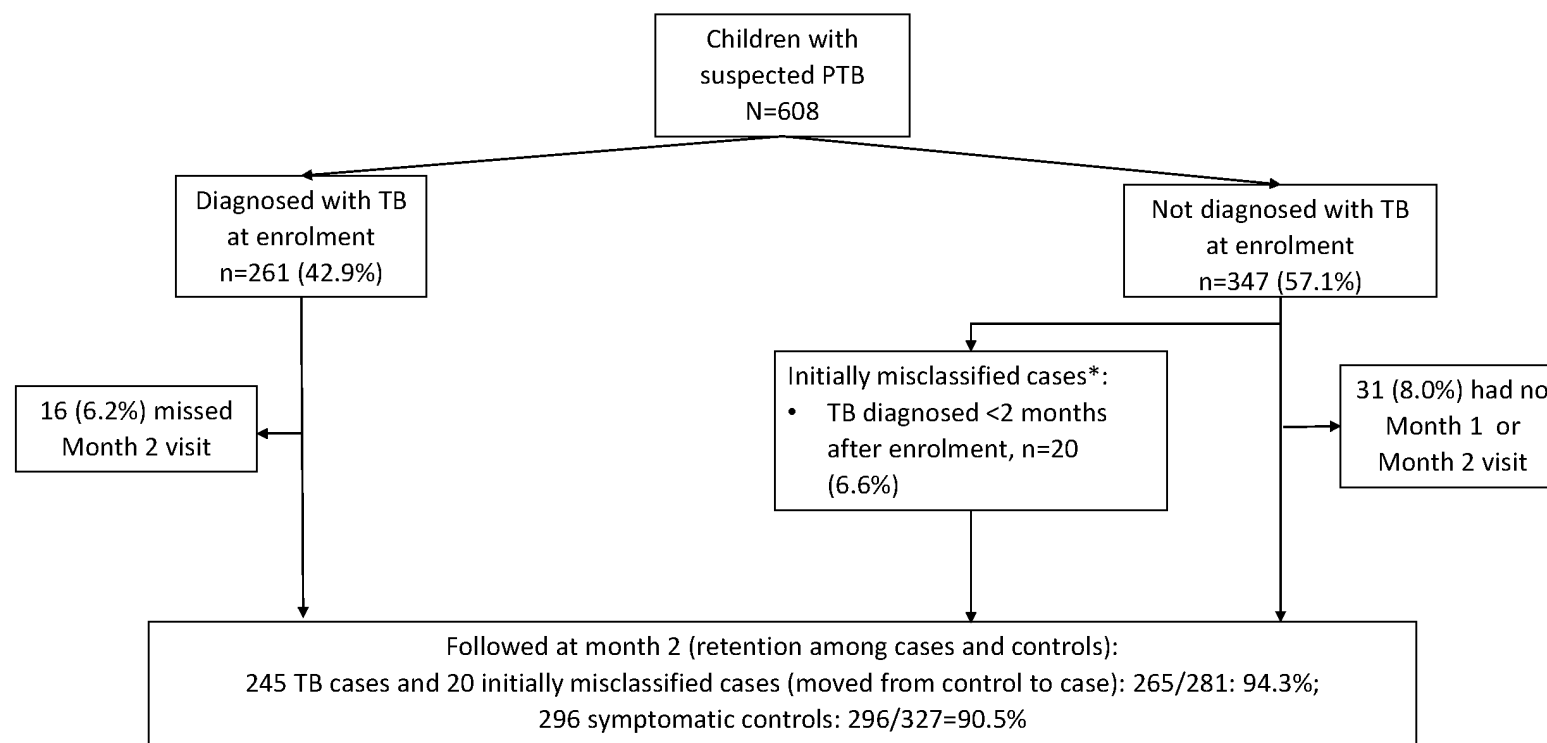 Children with
suspected PTB
N=608
Diagnosed with TB
at enrolment
n=261 (42.9%)
Not diagnosed with TB
at enrolment
n=347 (57.1%)
16 (6.2%) missed
Month 2 visit
Initially misclassified cases*:
• TB diagnosed <2 months
after enrolment, n=20
(6.6%)
31 (8.0%) had no
Month 1 or
Month 2 visit
Followed at month 2 (retention among cases and controls):
245 TB cases and 20 initially misclassified cases (moved from control to case): 265/281: 94.3%;
296 symptomatic controls: 296/327=90.5%